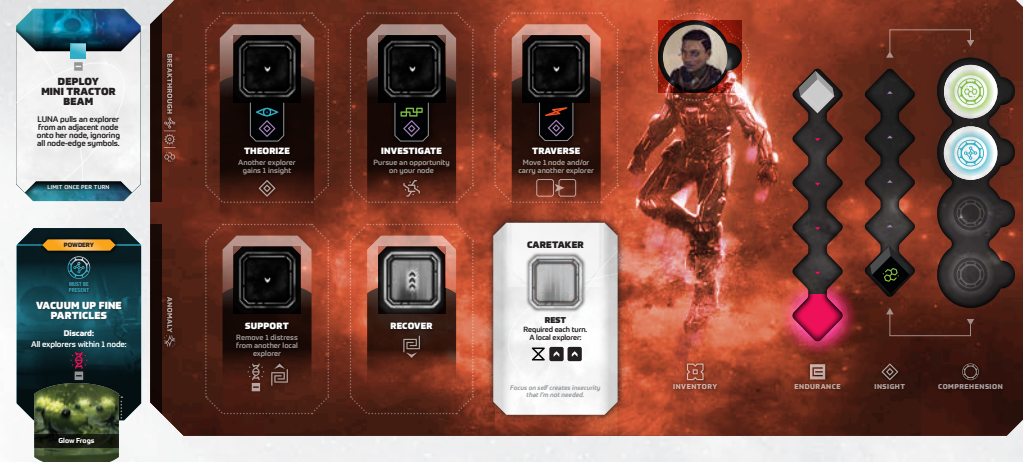 DEPLOY
MINI TRACTOR
BEAM
LUNA pulls an explorer
from an adjacent node
onto her node, ignoring
all node-edge symbols.
LIMIT ONCE PER TURN
BREAKTHROUGH
THEORIZE
Another explorer
gains 1 insight
INVESTIGATE
Pursue an opportunity
on your node
TRAVERSE
Move 1 node and/or
carry another explorer
POWDERY
MUST BE
PRESENT
VACUUM UP FINE
PARTICLES
Discard:
All explorers within 1 node:
Glow Frogs
ANOMALY
SUPPORT
Remove 1 distress
from another local
explorer
RECOVER
CARETAKER
REST
Required each turn.
A local explorer:
Focus on self creates insecurity
that I'm not needed.
INVENTORY
ENDURANCE
INSIGHT
COMPREHENSION